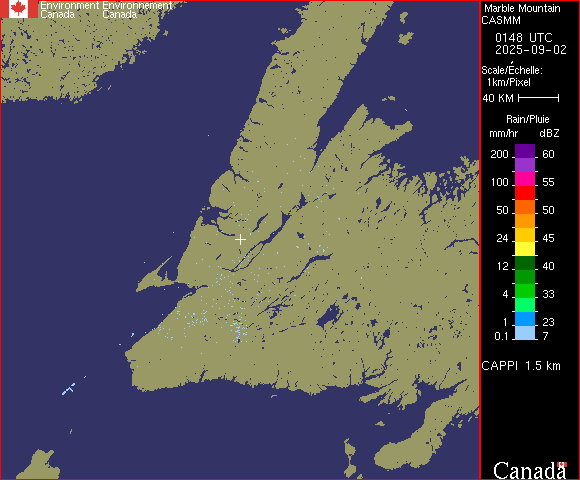 Environment Environnement
Canada Canada
Marble Mountain
CASMM
0148 UTC
2025-09-02
Scale/Échelle:
1km/Pixel
40 KM
Rain/Pluie
mm/hr dBZ
200 60
100 55
50 50
24 45
12 40
4 33
1 23
0.1 7
CAPPI 1.5 km
Canada